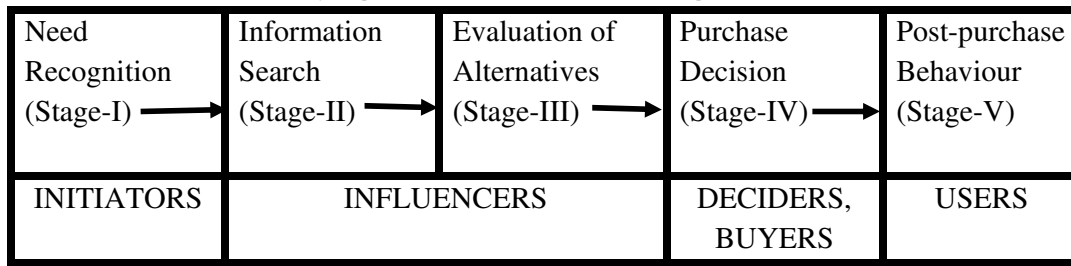 Need
Recognition
(Stage-I)
Information
Search
(Stage-II)
Evaluation of
Alternatives
(Stage-III)
Purchase
Decision
(Stage-IV)
Post-purchase
Behaviour
(Stage-V)
INITIATORS
INFLUENCERS
DECIDERS,
BUYERS
USERS